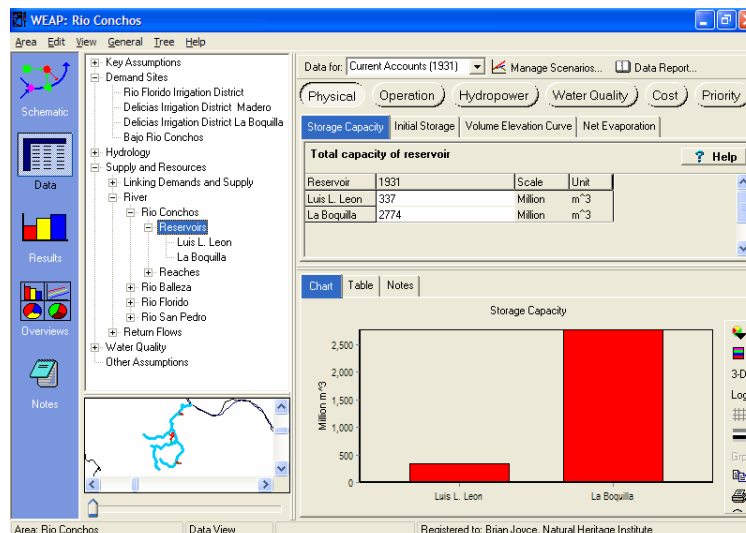 WEAP: Rio Conchos
Area Edit View General Tree Help
Schematic
Data
Results
Overviews
Notes
Key Assumptions
Demand Sites
Rio Florido Irrigation District
Delicias Irrigation District Madero
Delicias Irrigation District La Boquilla
Bajo Rio Conchos
Hydrology
Supply and Resources
Linking Demands and Supply
River
Rio Conchos
Reservoirs
Luis L. Leon
La Boquilla
Reaches
Rio Balleza
Rio Florido
Rio San Pedro
Return Flows
Water Quality
Other Assumptions
Data for: Current Accounts (1931) Manage Scenarios... Data Report...
Physical Operation Hydropower Water Quality Cost Priority
Storage Capacity Initial Storage Volume Elevation Curve Net Evaporation
Total capacity of reservoir ? Help
Reservoir 1931 Scale Unit
Luis L. Leon 337 Million m^3
La Boquilla 2774 Million m^3
Chart Table Notes
Storage Capacity
Million m^3
2,500
2,000
1,500
1,000
500
0
Luis L. Leon La Boquilla
3-D
Log
Grp
Area: Rio Conchos Data View Registered to: Brian Joyce, Natural Heritage Institute